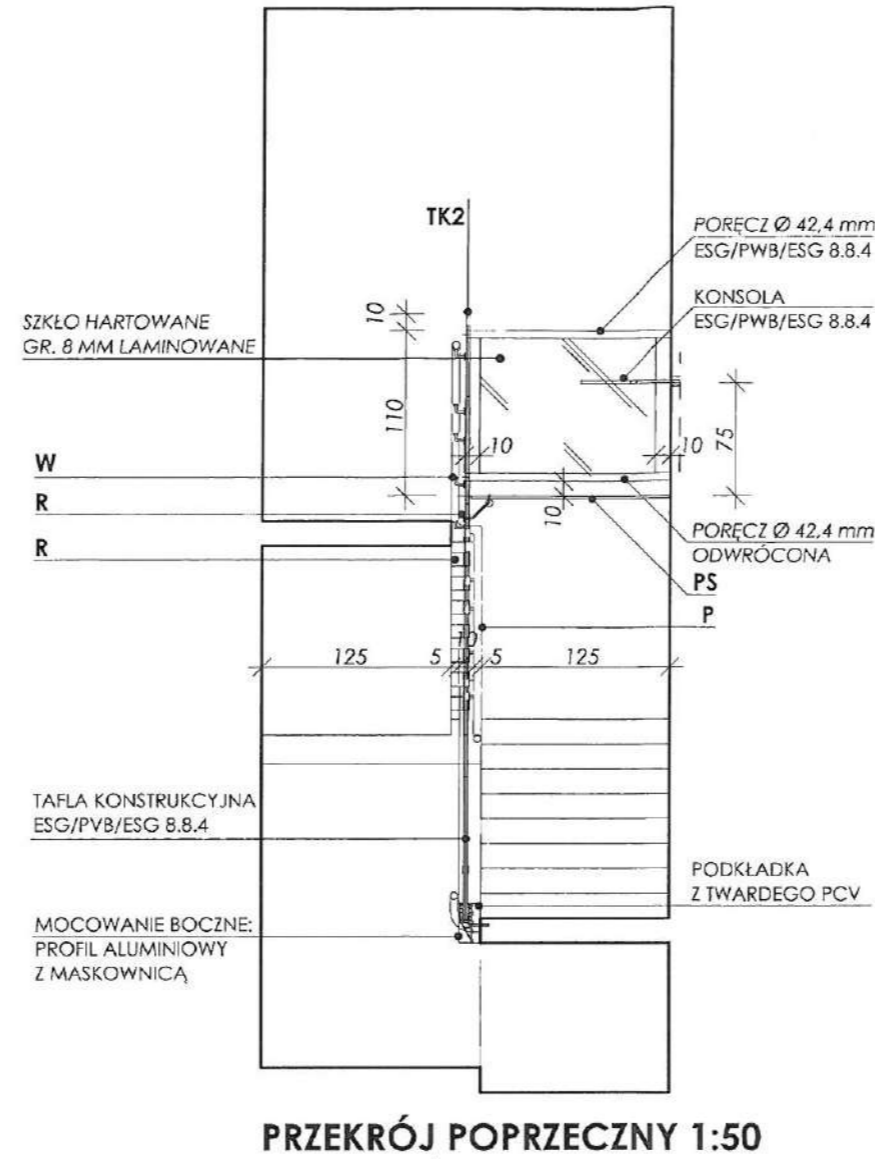 TK2
PORĘCZ Ø 42,4 mm
ESG/PWB/ESG 8.8.4
KONSOLA
ESG/PWB/ESG 8.8.4
SZKŁO HARTOWANE
GR. 8 MM LAMINOWANE
10
110
10
10
75
10
W
R
R
PORĘCZ Ø 42,4 mm
ODWRÓCONA
PS
P
125
5
10
5
125
TAFLA KONSTRUKCYJNA
ESG/PVB/ESG 8.8.4
PODKŁADKA
Z TWARDEGO PCV
MOCOWANIE BOCZNE:
PROFIL ALUMINIOWY
Z MASKOWNICĄ
PRZEKRÓJ POPRZECZNY 1:50